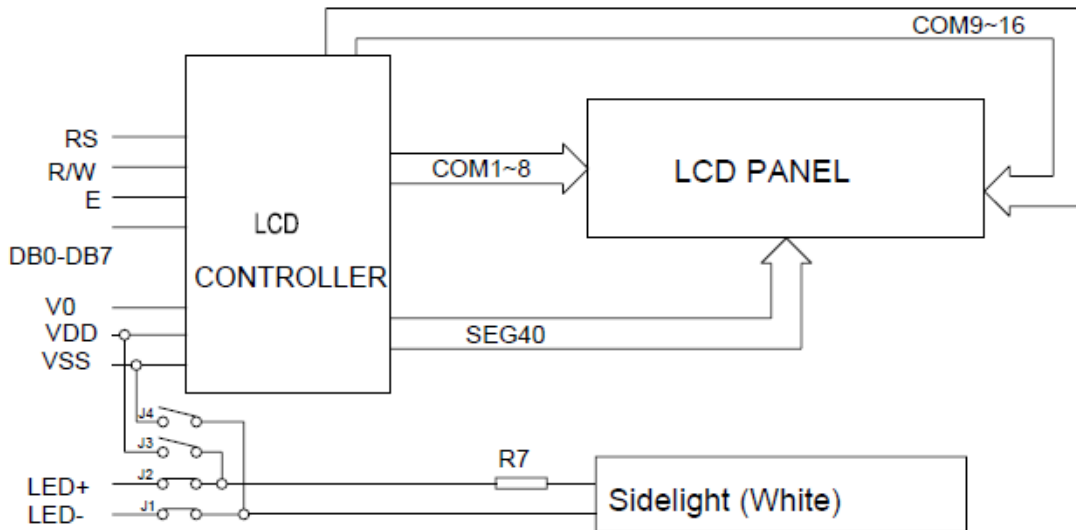 COM9~16
RS
R/W
E
DB0-DB7
V0
VDD
VSS
LCD
CONTROLLER
COM1~8
LCD PANEL
SEG40
J4
J3
J2
J1
LED+
LED-
R7
Sidelight (White)